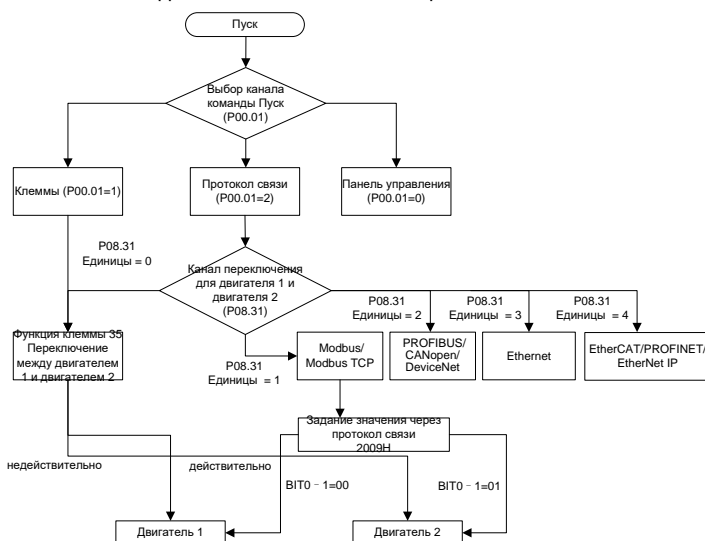 Пуск
Выбор канала
команды Пуск
(P00.01)
Клеммы (P00.01=1)
Протокол связи
(P00.01=2)
Панель управления
(P00.01=0)
P08.31
Единицы = 0
Канал переключения
для двигателя 1 и
двигателя 2
(P08.31)
P08.31
Единицы = 2
P08.31
Единицы = 3
P08.31
Единицы = 4
Функция клеммы 35
Переключение
между двигателем
1 и двигателем 2
P08.31
Единицы = 1
Modbus/
Modbus TCP
PROFIBUS/
CANopen/
DeviceNet
Ethernet
EtherCAT/PROFINET/
EtherNet IP
Задание значения через
протокол связи
2009H
недействительно
действительно
BIT0﹣1=00
BIT0﹣1=01
Двигатель 1
Двигатель 2